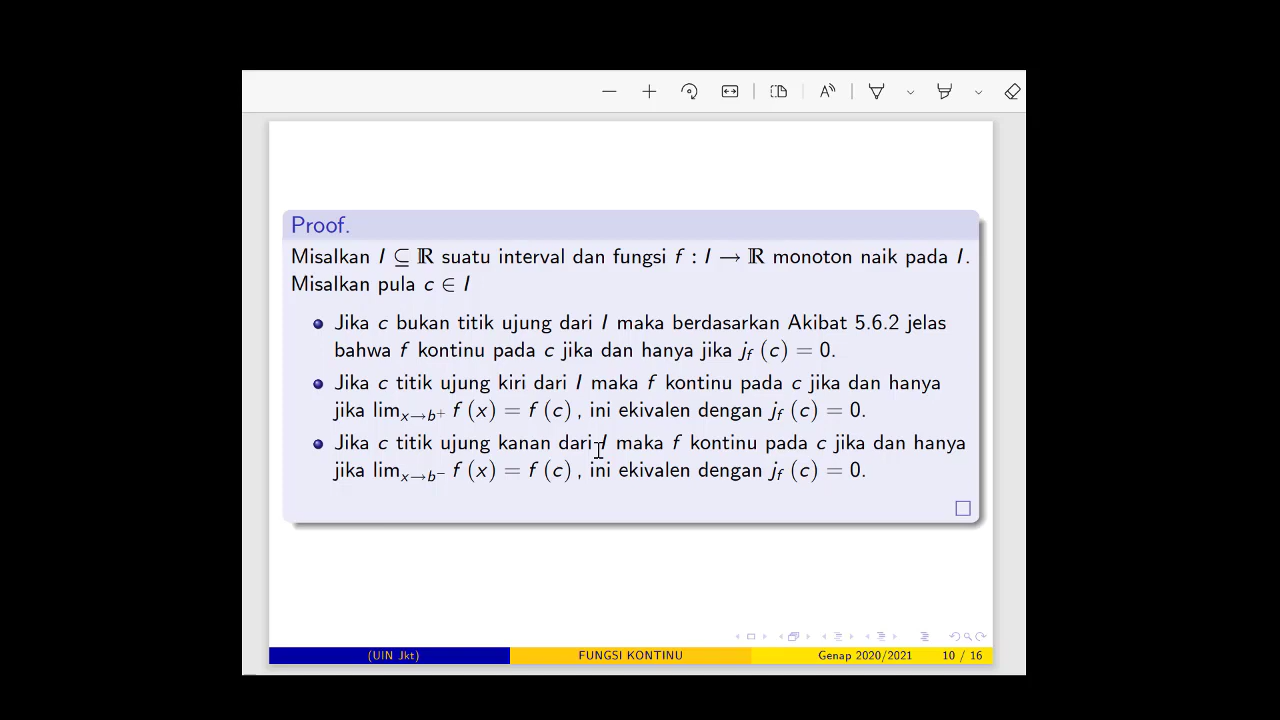 Proof.
Misalkan I ⊆ ℝ suatu interval dan fungsi f : I → ℝ monoton naik pada I.
Misalkan pula c ∈ I
Jika c bukan titik ujung dari I maka berdasarkan Akibat 5.6.2 jelas
bahwa f kontinu pada c jika dan hanya jika j_f (c) = 0.
Jika c titik ujung kiri dari I maka f kontinu pada c jika dan hanya
jika lim_{x→b⁺} f (x) = f (c) , ini ekivalen dengan j_f (c) = 0.
Jika c titik ujung kanan dari I maka f kontinu pada c jika dan hanya
jika lim_{x→b⁻} f (x) = f (c) , ini ekivalen dengan j_f (c) = 0.
(UIN Jkt) FUNGSI KONTINU Genap 2020/2021 10 / 16